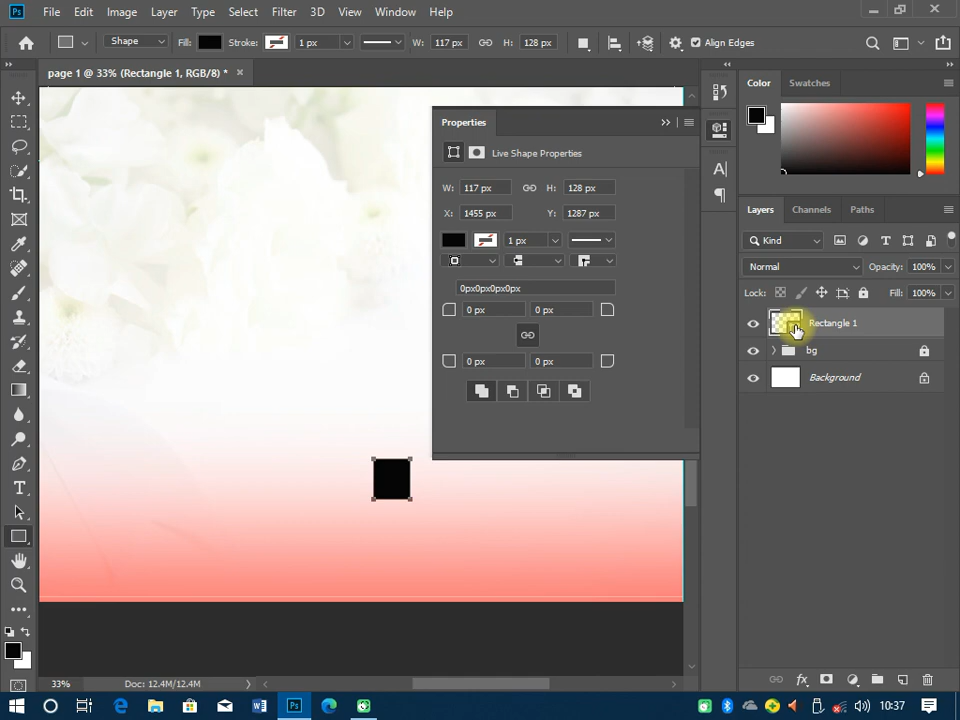 File Edit Image Layer Type Select Filter 3D View Window Help
Shape Fill: Stroke: 1 px W: 117 px H: 128 px Align Edges
page 1 @ 33% (Rectangle 1, RGB/8) *
Properties
Live Shape Properties
W: 117 px H: 128 px
X: 1455 px Y: 1287 px
1 px
0px0px0px0px
0 px 0 px
0 px 0 px
Color Swatches
Layers Channels Paths
Kind
Normal Opacity: 100%
Lock: Fill: 100%
Rectangle 1
bg
Background
33% Doc: 12.4M/12.4M
10:37